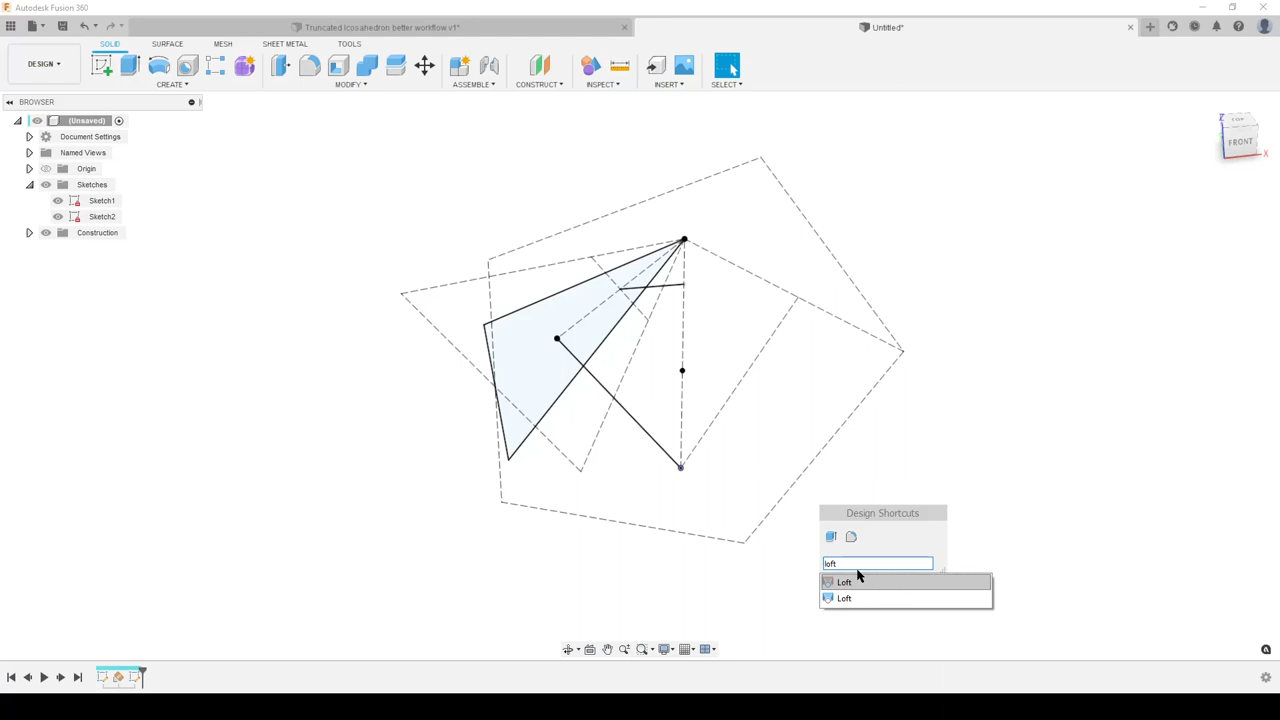 Autodesk Fusion 360
Truncated Icosahedron better workflow v1*
Untitled*
DESIGN
SOLID
SURFACE
MESH
SHEET METAL
TOOLS
CREATE
MODIFY
ASSEMBLE
CONSTRUCT
INSPECT
INSERT
SELECT
BROWSER
(Unsaved)
Document Settings
Named Views
Origin
Sketches
Sketch1
Sketch2
Construction
TOP
FRONT
Z
X
Design Shortcuts
loft
Loft
Loft